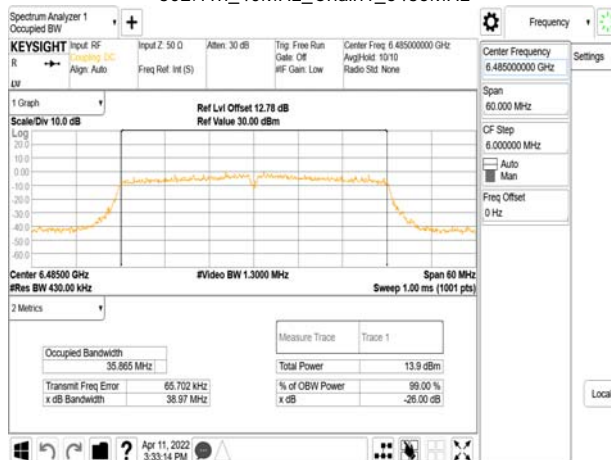 Spectrum Analyzer 1
Occupied BW
KEYSIGHT
R
Input: RF
Coupling: DC
Align: Auto
Input Z: 50 Ω
Freq Ref: Int (S)
Atten: 30 dB
Trig: Free Run
Gate: Off
#IF Gain: Low
Center Freq: 6.485000000 GHz
Avg|Hold: 10/10
Radio Std: None
Frequency
Settings
Center Frequency
6.485000000 GHz
Span
60.000 MHz
CF Step
6.000000 MHz
Auto
Man
Freq Offset
0 Hz
Local
1 Graph
Scale/Div 10.0 dB
Ref Lvl Offset 12.78 dB
Ref Value 30.00 dBm
Log
20.0
10.0
0.00
-10.0
-20.0
-30.0
-40.0
-50.0
-60.0
Center 6.48500 GHz
#Res BW 430.00 kHz
#Video BW 1.3000 MHz
Span 60 MHz
Sweep 1.00 ms (1001 pts)
2 Metrics
Measure Trace
Trace 1
Occupied Bandwidth
35.865 MHz
Total Power
13.9 dBm
Transmit Freq Error
65.702 kHz
% of OBW Power
99.00 %
x dB Bandwidth
38.97 MHz
x dB
-26.00 dB
Apr 11, 2022
3:33:14 PM